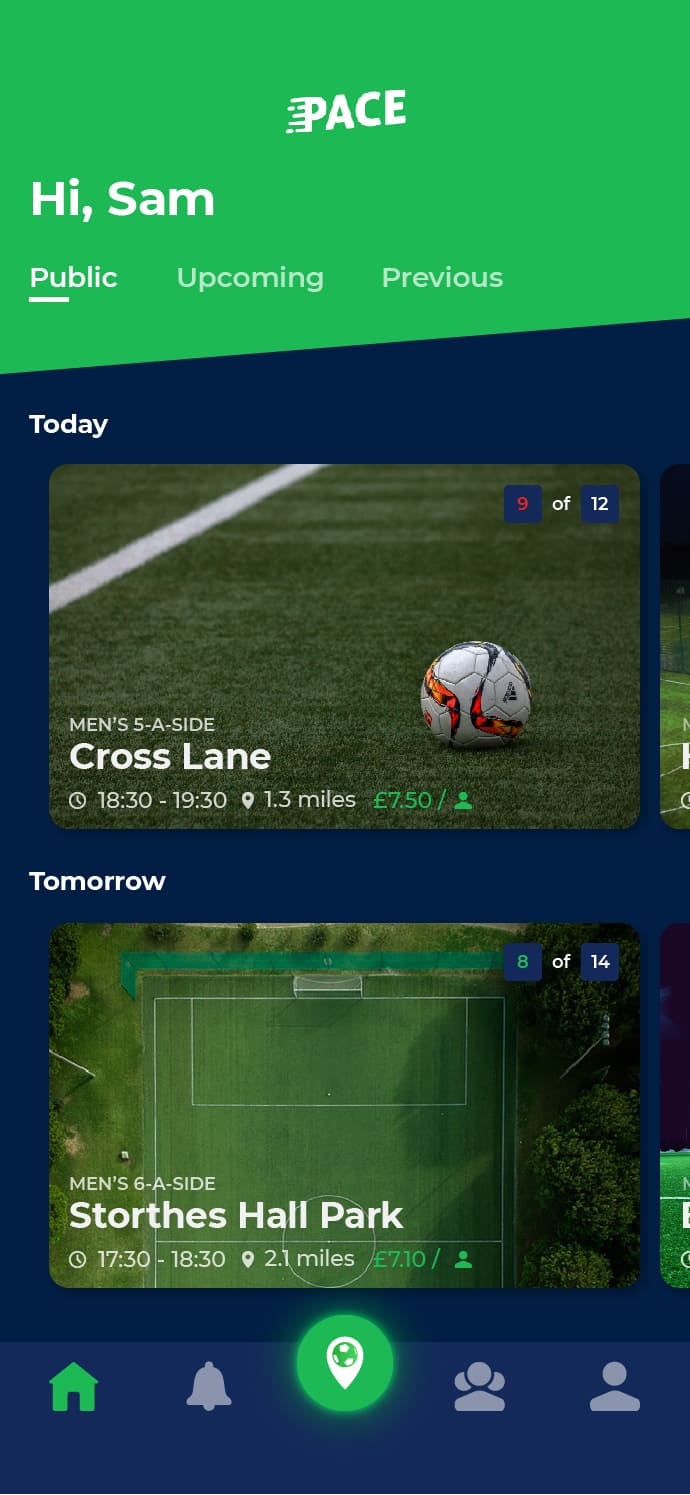 PACE
Hi, Sam
Public Upcoming Previous
Today
9 of 12
MEN'S 5-A-SIDE
Cross Lane
18:30 - 19:30 1.3 miles £7.50 /
Tomorrow
8 of 14
MEN'S 6-A-SIDE
Storthes Hall Park
17:30 - 18:30 2.1 miles £7.10 /